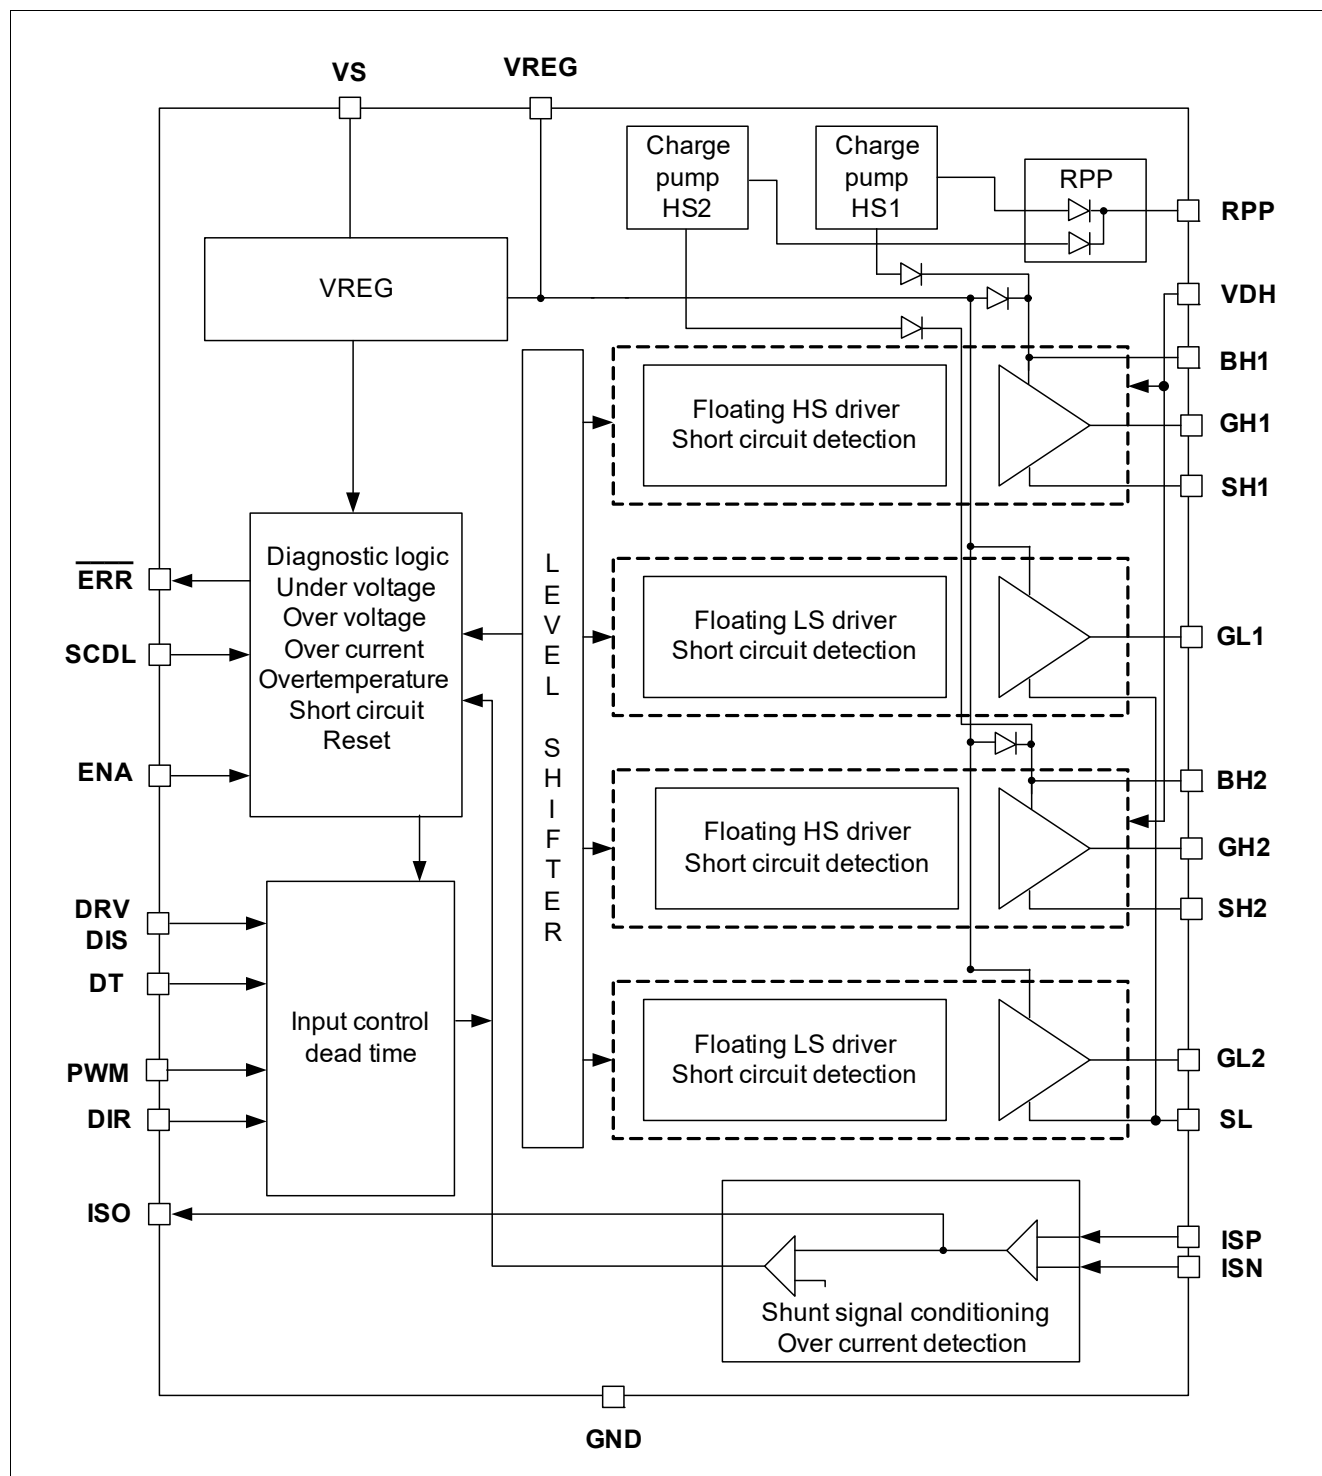 VS
VREG
Charge
pump
HS2
Charge
pump
HS1
RPP
RPP
VREG
VDH
BH1
Floating HS driver
Short circuit detection
GH1
SH1
Diagnostic logic
Under voltage
Over voltage
Over current
Overtemperature
Short circuit
Reset
ERR
SCDL
ENA
LEVEL SHIFTER
Floating LS driver
Short circuit detection
GL1
BH2
Floating HS driver
Short circuit detection
GH2
SH2
DRV
DIS
DT
PWM
DIR
Input control
dead time
Floating LS driver
Short circuit detection
GL2
SL
ISO
ISP
ISN
Shunt signal conditioning
Over current detection
GND